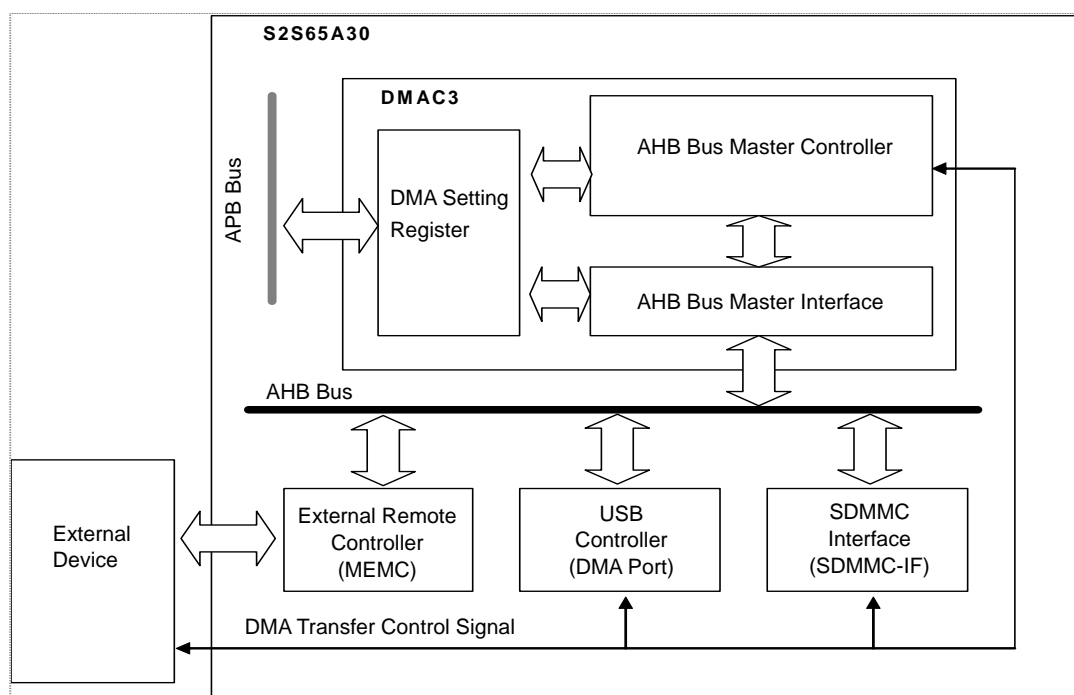 S2S65A30
DMAC3
AHB Bus Master Controller
APB Bus
DMA Setting
Register
AHB Bus Master Interface
AHB Bus
External
Device
External Remote
Controller
(MEMC)
USB
Controller
(DMA Port)
SDMMC
Interface
(SDMMC-IF)
DMA Transfer Control Signal